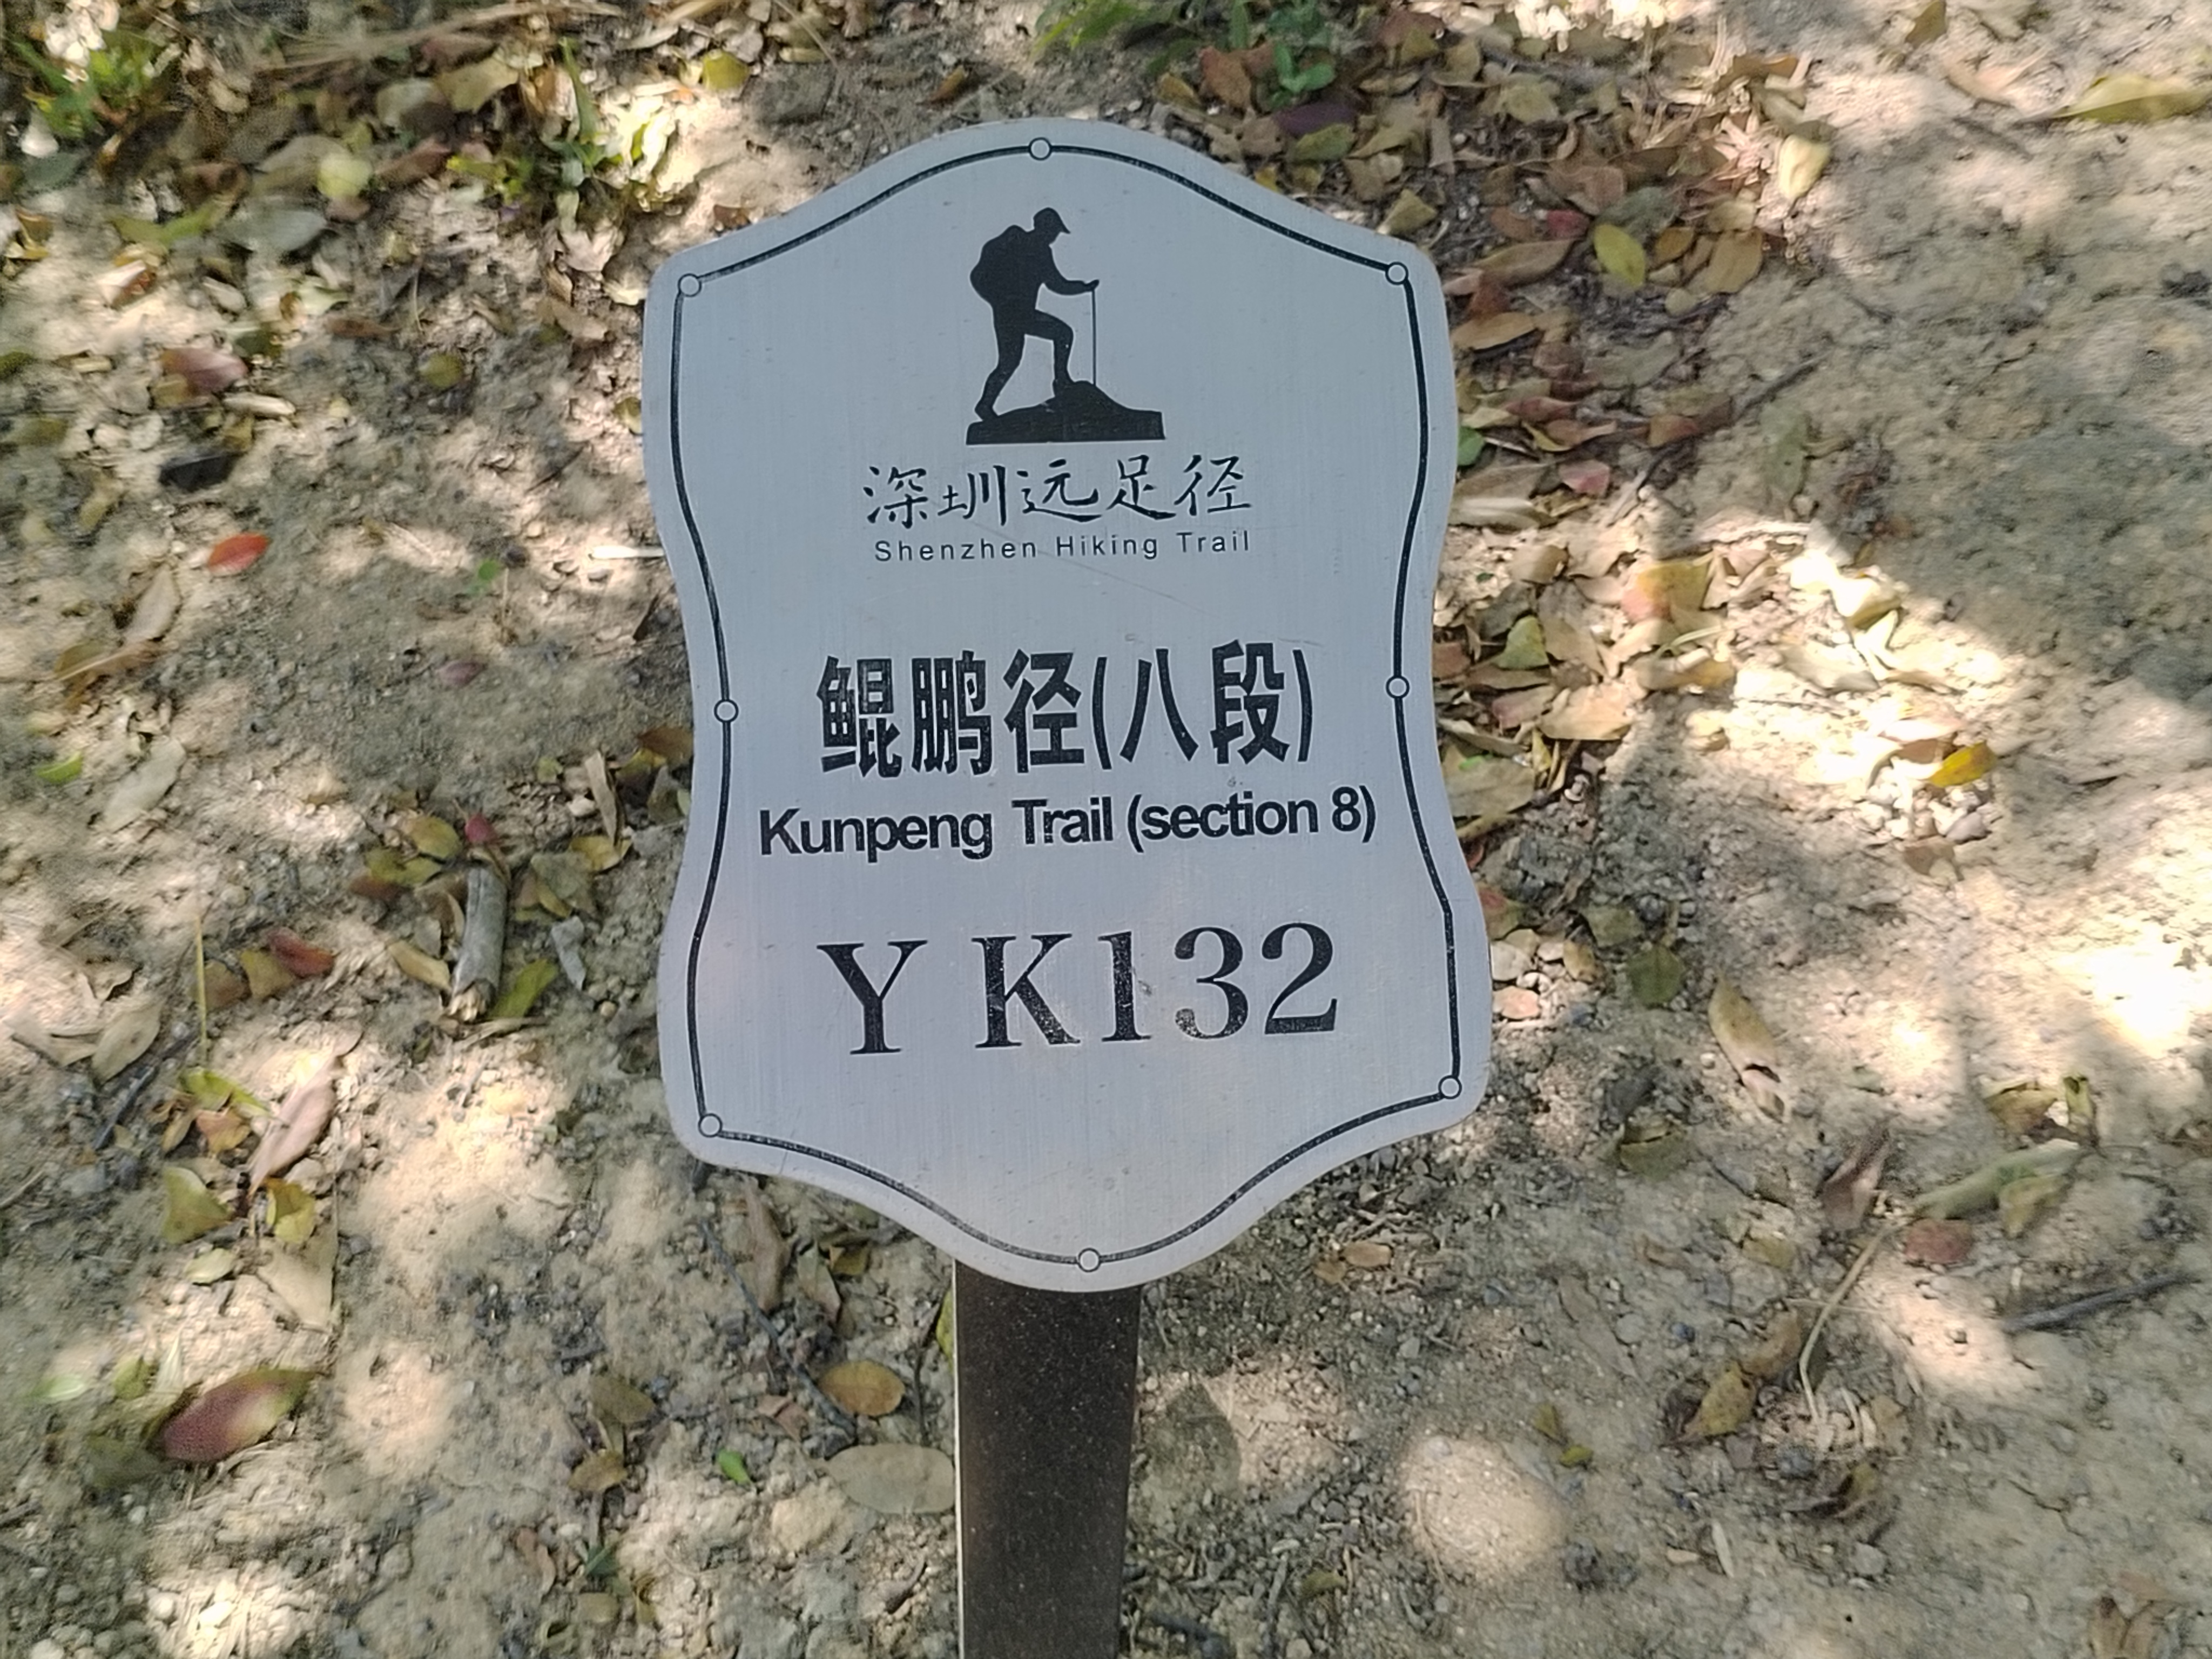 深圳远足径
Shenzhen Hiking Trail
鲲鹏径(八段)
Kunpeng Trail (section 8)
Y K132